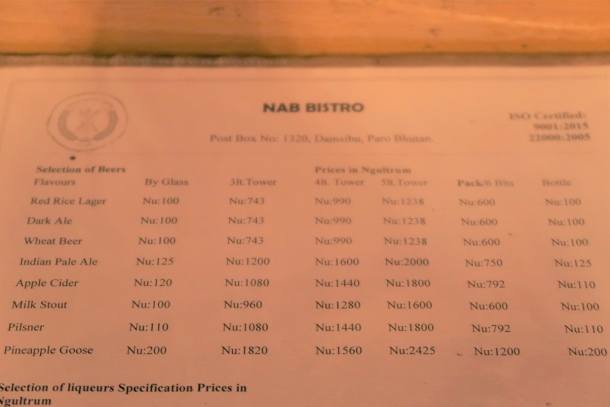 NAB BISTRO
ISO Certified:
9001:2015
22000:2005
Post Box No: 1320, Damsibu, Paro Bhutan.
Selection of Beers Prices in Ngultrum
Flavours By Glass 3ft.Tower 4ft. Tower 5ft.Tower Pack/6 Btls Bottle
Red Rice Lager Nu:100 Nu:743 Nu:990 Nu:1238 Nu:600 Nu:100
Dark Ale Nu:100 Nu:743 Nu:990 Nu:1238 Nu:600 Nu:100
Wheat Beer Nu:100 Nu:743 Nu:990 Nu:1238 Nu:600 Nu:100
Indian Pale Ale Nu:125 Nu:1200 Nu:1600 Nu:2000 Nu:750 Nu:125
Apple Cider Nu:120 Nu:1080 Nu:1440 Nu:1800 Nu:792 Nu:110
Milk Stout Nu:100 Nu:960 Nu:1280 Nu:1600 Nu:600 Nu:100
Pilsner Nu:110 Nu:1080 Nu:1440 Nu:1800 Nu:792 Nu:110
Pineapple Goose Nu:200 Nu:1820 Nu:1560 Nu:2425 Nu:1200 Nu:200
Selection of liqueurs Specification Prices in
Ngultrum